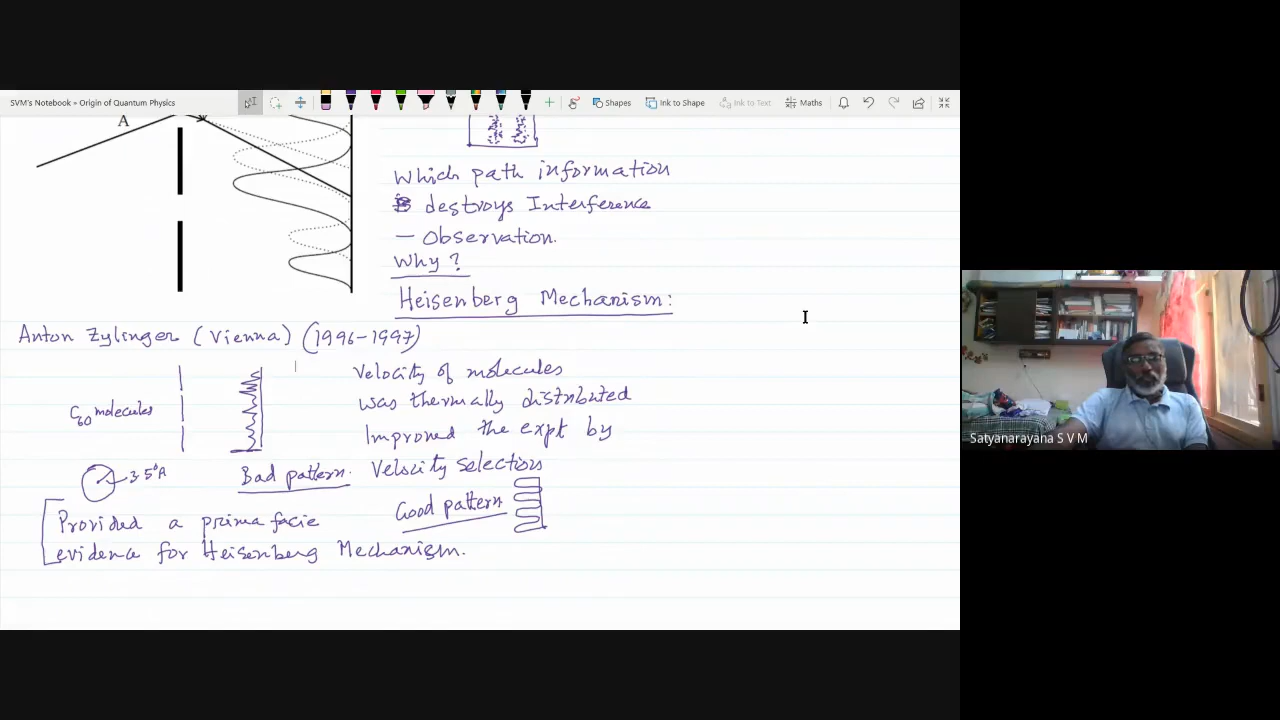 SVM's Notebook » Origin of Quantum Physics
Shapes
Ink to Shape
Ink to Text
Maths
A
Which path information
destroys Interference
— Observation.
Why?
Heisenberg Mechanism:
Anton Zylinger (Vienna) (1996-1997)
C60 molecules
Velocity of molecules
was thermally distributed
Improved the expt by
Velocity selection
3.5°A
Bad pattern.
Good pattern
Provided a prima facie
evidence for Heisenberg Mechanism.
Satyanarayana S V M